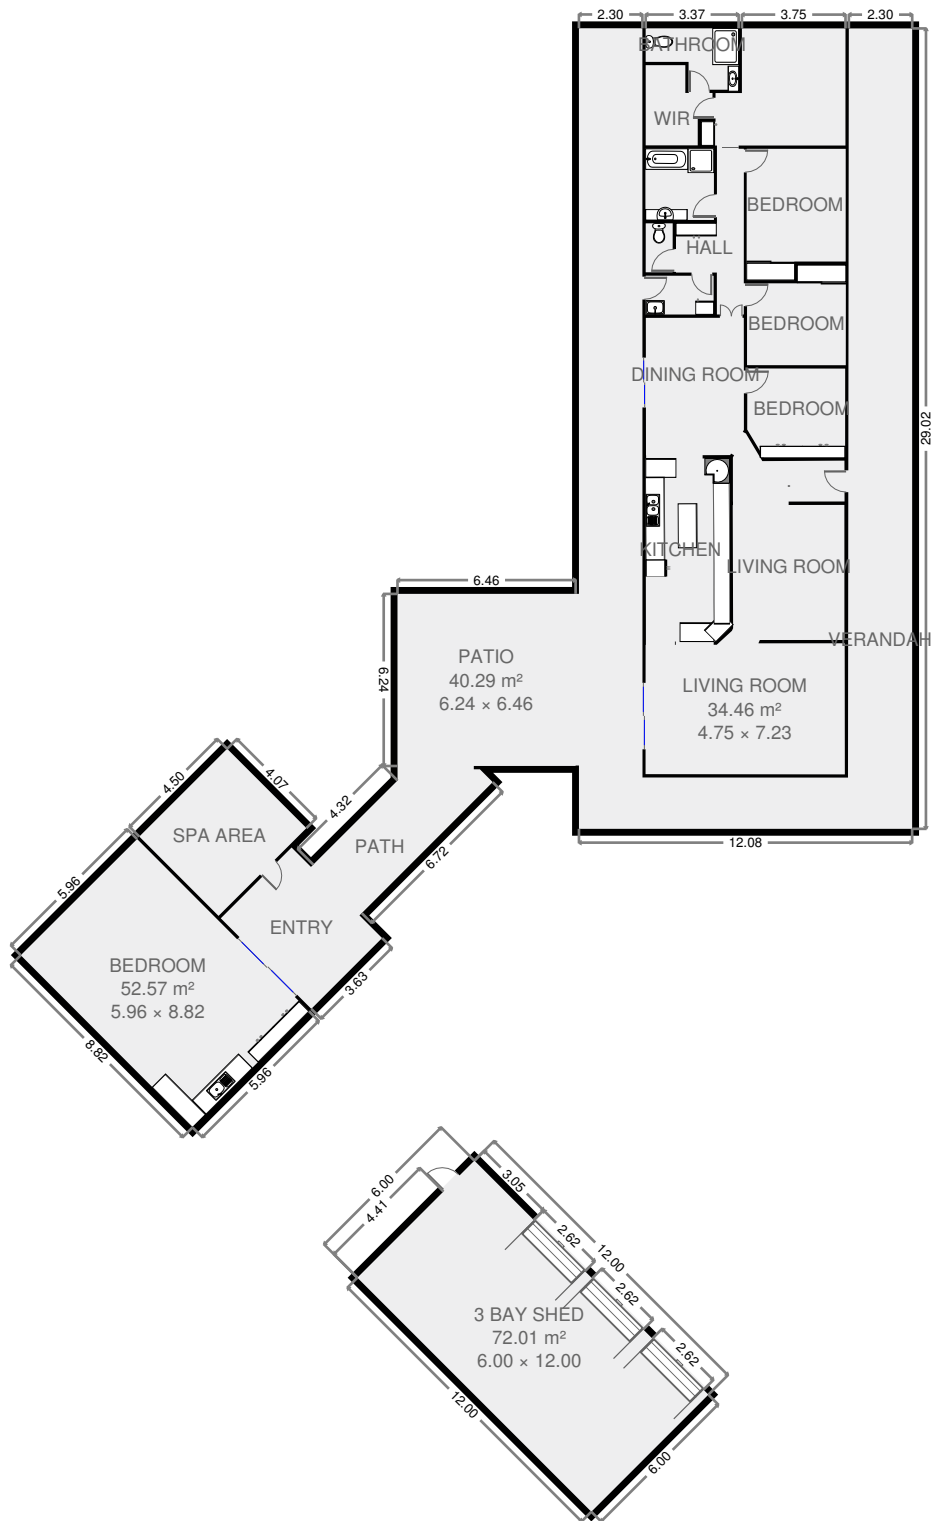 2.30 3.37 3.75 2.30
BATHROOM
WIR
BEDROOM
HALL
BEDROOM
DINING ROOM
BEDROOM
29.02
KITCHEN
LIVING ROOM
6.46
VERANDAH
6.24
PATIO
40.29 m²
6.24 × 6.46
LIVING ROOM
34.46 m²
4.75 × 7.23
12.08
4.50
4.07
4.32
SPA AREA
PATH
6.72
5.96
ENTRY
BEDROOM
52.57 m²
5.96 × 8.82
3.63
8.82
5.96
6.00
4.41
3.05
2.62
12.00
2.62
3 BAY SHED
72.01 m²
6.00 × 12.00
2.62
12.00
6.00